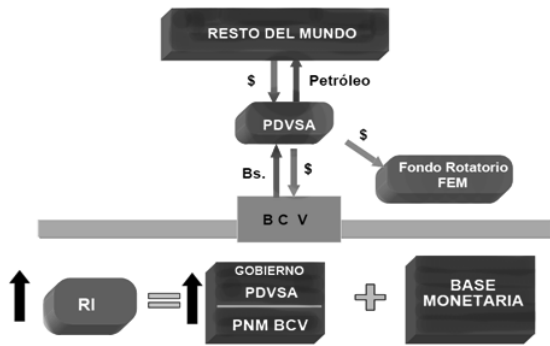 RESTO DEL MUNDO
$
Petróleo
PDVSA
$
Bs.
$
Fondo Rotatorio
FEM
B C V
RI
=
GOBIERNO
PDVSA
PNM BCV
+
BASE
MONETARIA